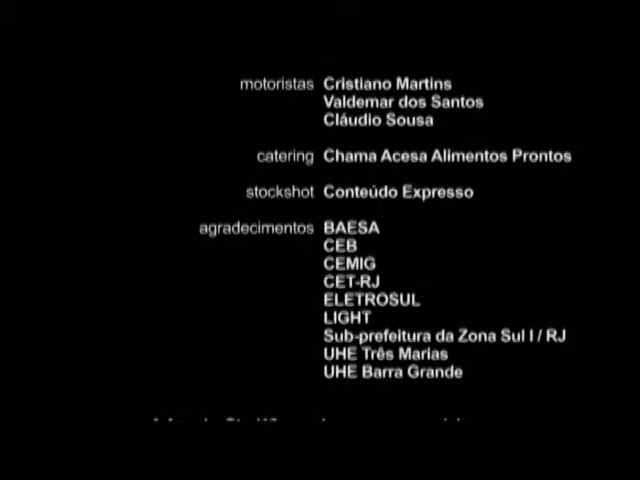 motoristas Cristiano Martins
Valdemar dos Santos
Cláudio Sousa
catering Chama Acesa Alimentos Prontos
stockshot Conteúdo Expresso
agradecimentos BAESA
CEB
CEMIG
CET-RJ
ELETROSUL
LIGHT
Sub-prefeitura da Zona Sul I / RJ
UHE Três Marias
UHE Barra Grande